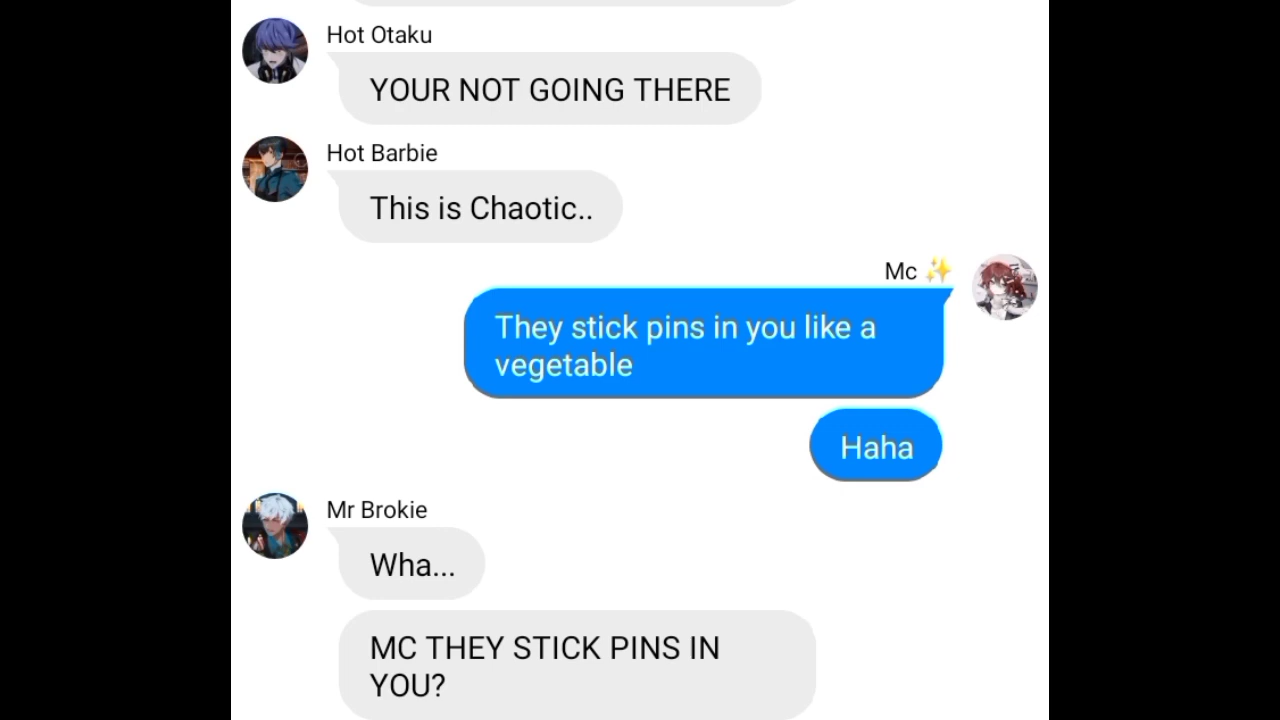 Hot Otaku
YOUR NOT GOING THERE
Hot Barbie
This is Chaotic..
Mc ✨
They stick pins in you like a
vegetable
Haha
Mr Brokie
Wha...
MC THEY STICK PINS IN
YOU?